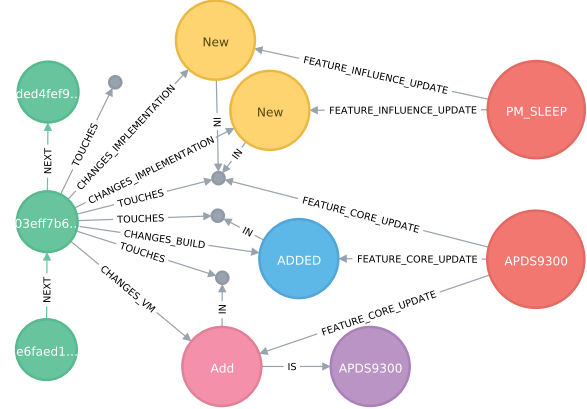 New
FEATURE_INFLUENCE_UPDATE
ded4fef9...
TOUCHES
CHANGES_IMPLEMENTATION
New
FEATURE_INFLUENCE_UPDATE
PM_SLEEP
IN
NEXT
CHANGES_IMPLEMENTATION
IN
TOUCHES
FEATURE_CORE_UPDATE
03eff7b6...
TOUCHES
IN
CHANGES_BUILD
ADDED
FEATURE_CORE_UPDATE
APDS9300
TOUCHES
NEXT
CHANGES_VM
IN
FEATURE_CORE_UPDATE
e6faed1...
Add
IS
APDS9300